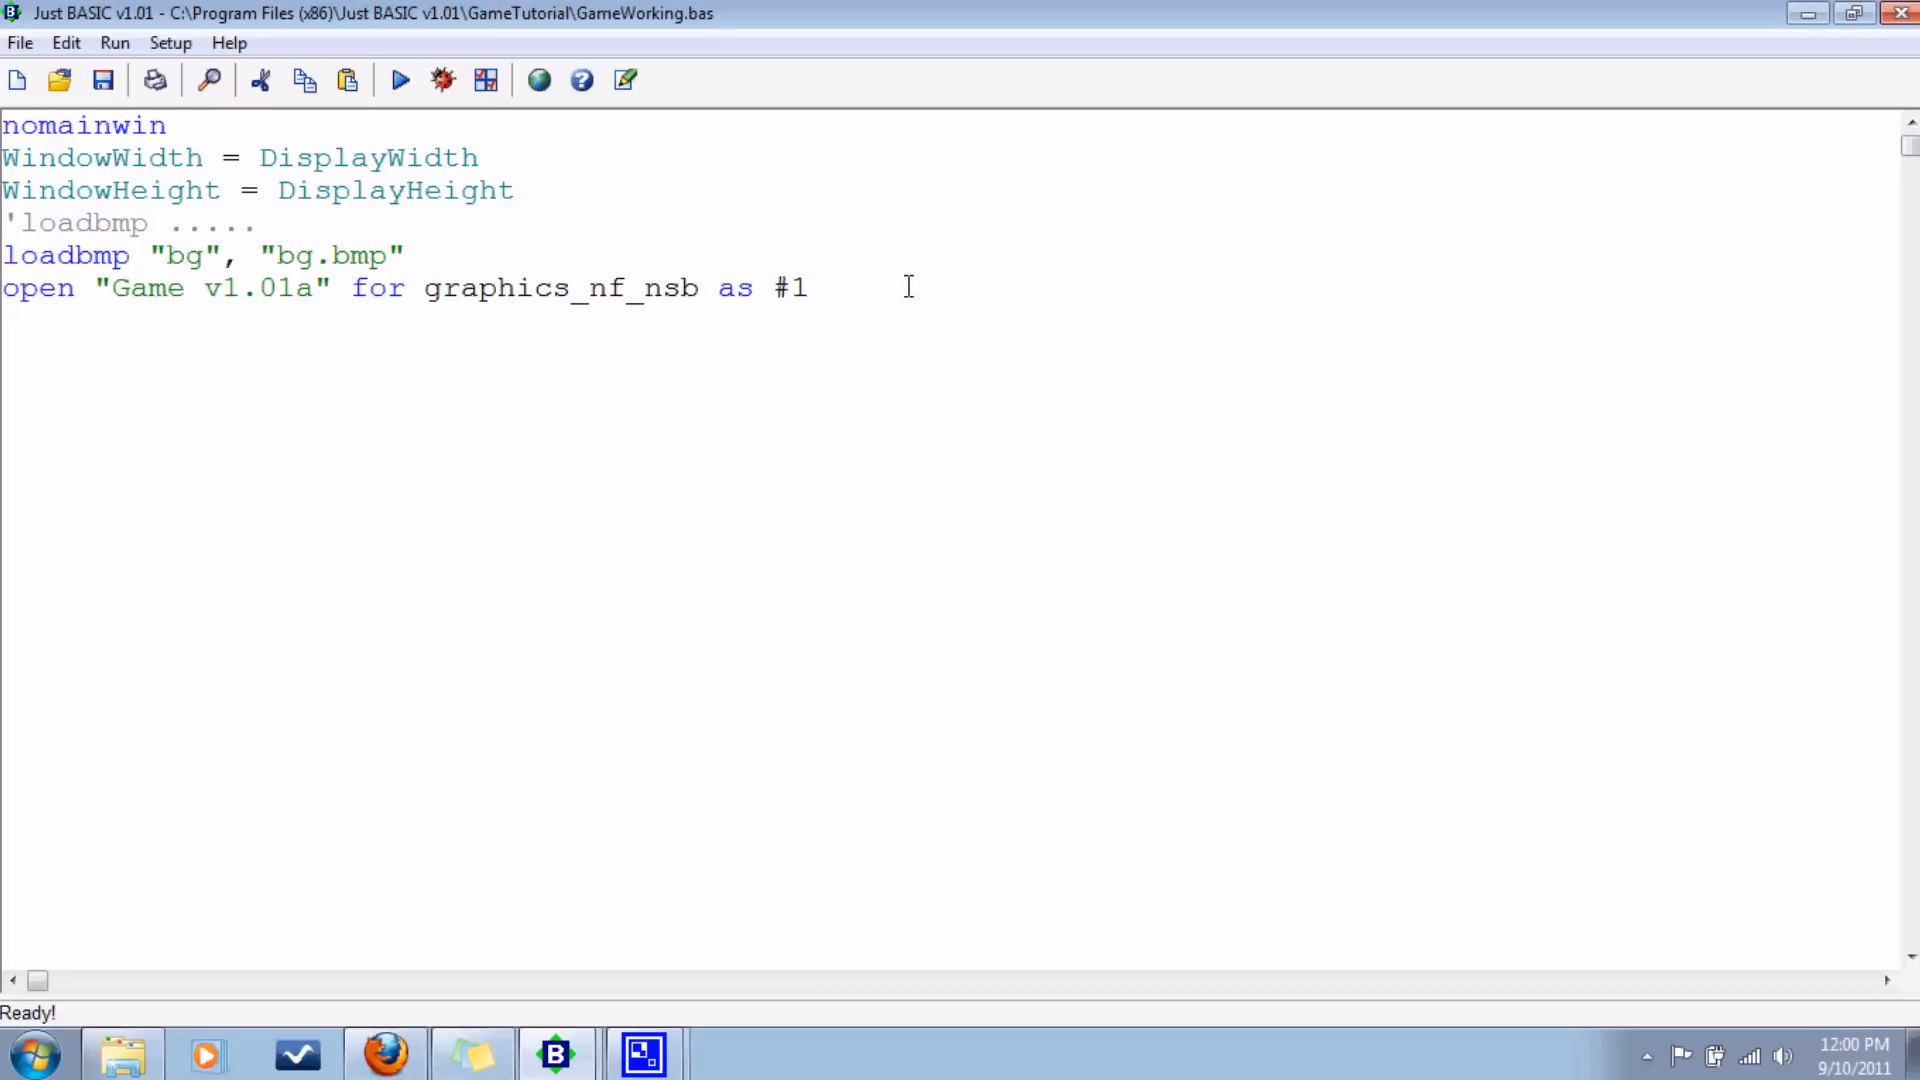 Just BASIC v1.01 - C:\Program Files (x86)\Just BASIC v1.01\GameTutorial\GameWorking.bas
File Edit Run Setup Help
nomainwin
WindowWidth = DisplayWidth
WindowHeight = DisplayHeight
'loadbmp .....
loadbmp "bg", "bg.bmp"
open "Game v1.01a" for graphics_nf_nsb as #1
Ready!
12:00 PM
9/10/2011